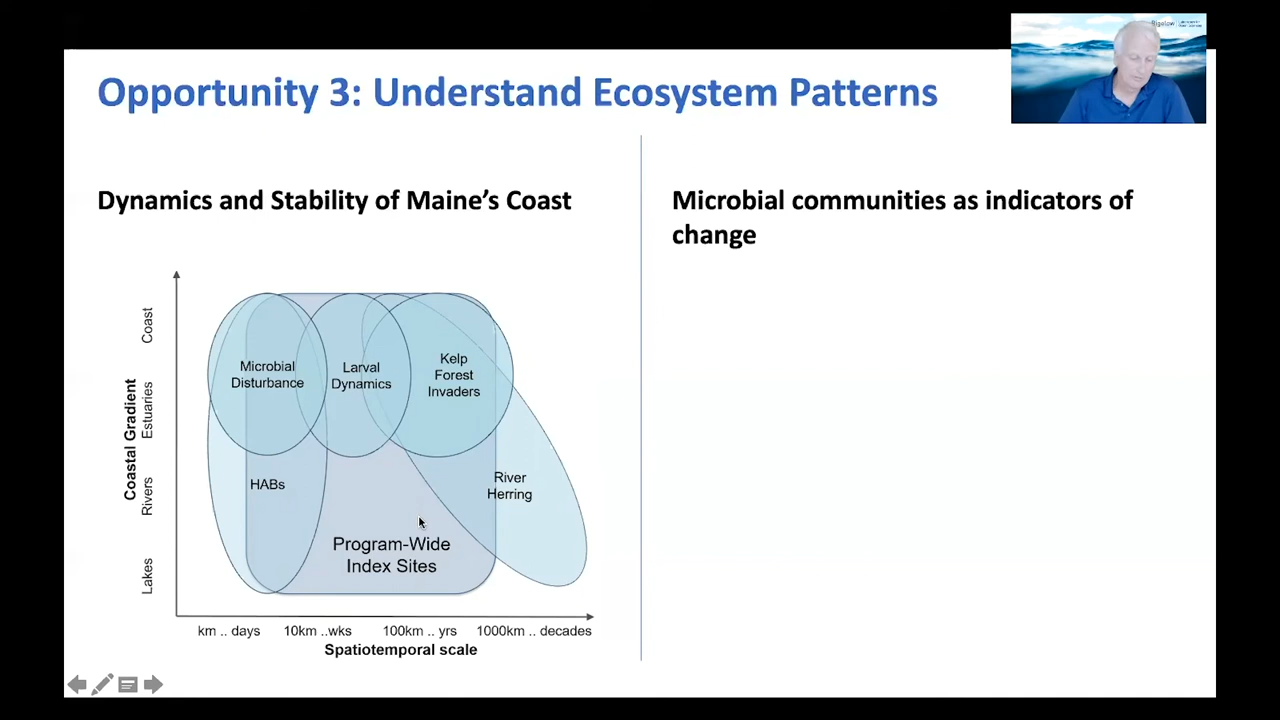 Bigelow
Opportunity 3: Understand Ecosystem Patterns
Dynamics and Stability of Maine's Coast
Microbial communities as indicators of
change
Coastal Gradient
Coast
Estuaries
Rivers
Lakes
Microbial
Disturbance
Larval
Dynamics
Kelp
Forest
Invaders
HABs
River
Herring
Program-Wide
Index Sites
km .. days
10km ..wks
100km .. yrs
1000km .. decades
Spatiotemporal scale